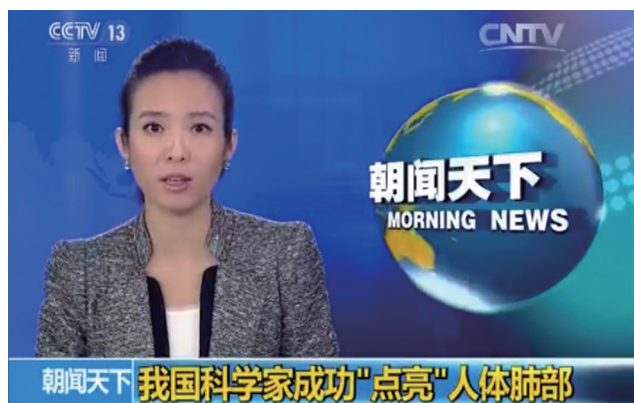 CCTV 13
新闻
CNTV
朝闻天下
MORNING NEWS
朝闻天下 我国科学家成功"点亮"人体肺部